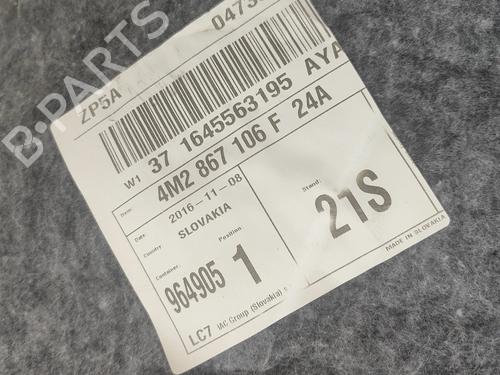 B-PARTS
ZP5A
W1 37 1645563195 AYA
Item: 4M2 867 106 F 24A
Date: 2016-11-08
Country: SLOVAKIA
Stand: 21S
Container: 964905
Position 1
LC7 IAC Group (Slovakia)
MADE IN SLOVAKIA